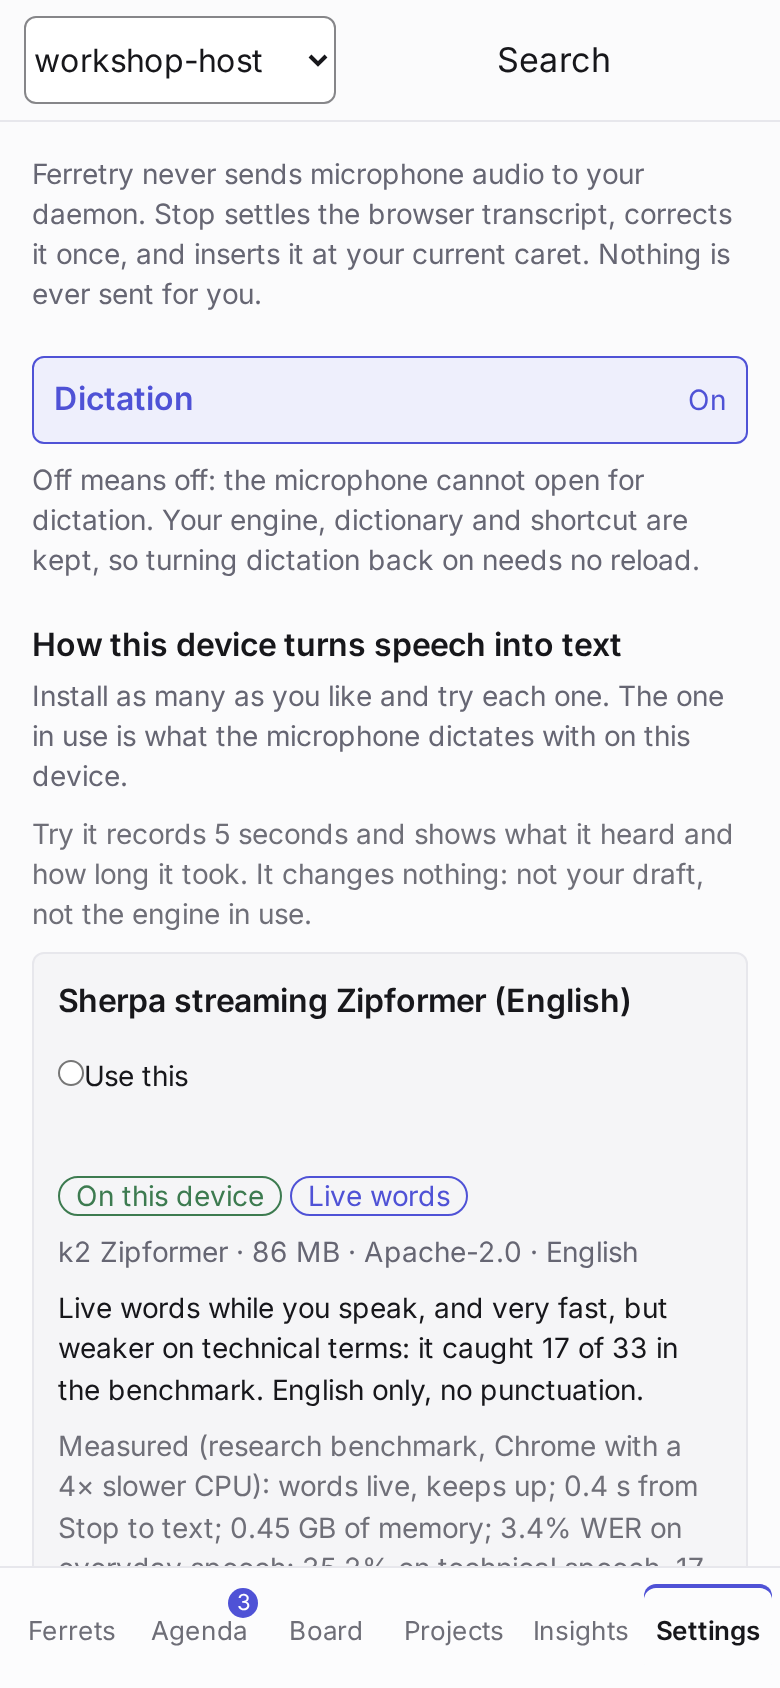 workshop-host
Search
Ferretry never sends microphone audio to your
daemon. Stop settles the browser transcript, corrects
it once, and inserts it at your current caret. Nothing is
ever sent for you.
Dictation
On
Off means off: the microphone cannot open for
dictation. Your engine, dictionary and shortcut are
kept, so turning dictation back on needs no reload.
How this device turns speech into text
Install as many as you like and try each one. The one
in use is what the microphone dictates with on this
device.
Try it records 5 seconds and shows what it heard and
how long it took. It changes nothing: not your draft,
not the engine in use.
Sherpa streaming Zipformer (English)
Use this
On this device
Live words
k2 Zipformer · 86 MB · Apache-2.0 · English
Live words while you speak, and very fast, but
weaker on technical terms: it caught 17 of 33 in
the benchmark. English only, no punctuation.
Measured (research benchmark, Chrome with a
4× slower CPU): words live, keeps up; 0.4 s from
Stop to text; 0.45 GB of memory; 3.4% WER on
everyday speech; 35.2% on technical speech, 17
3
Ferrets
Agenda
Board
Projects
Insights
Settings